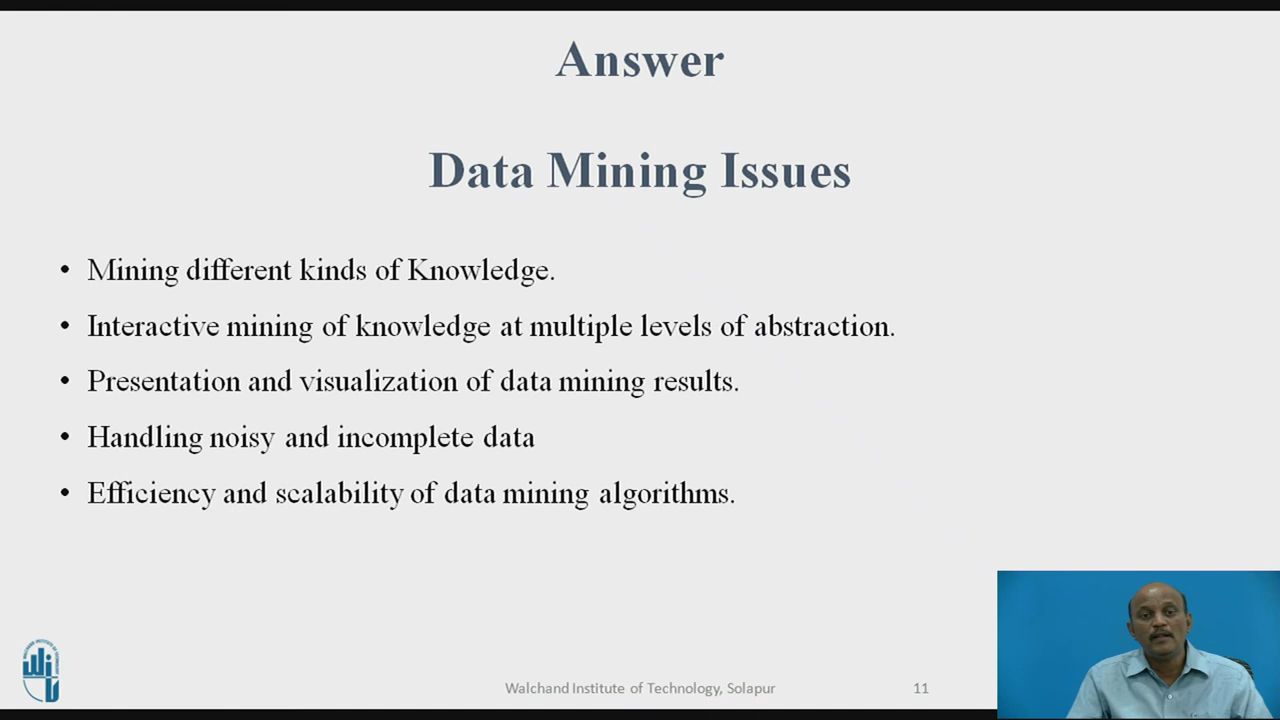 Answer
Data Mining Issues
• Mining different kinds of Knowledge.
• Interactive mining of knowledge at multiple levels of abstraction.
• Presentation and visualization of data mining results.
• Handling noisy and incomplete data
• Efficiency and scalability of data mining algorithms.
Walchand Institute of Technology, Solapur
11